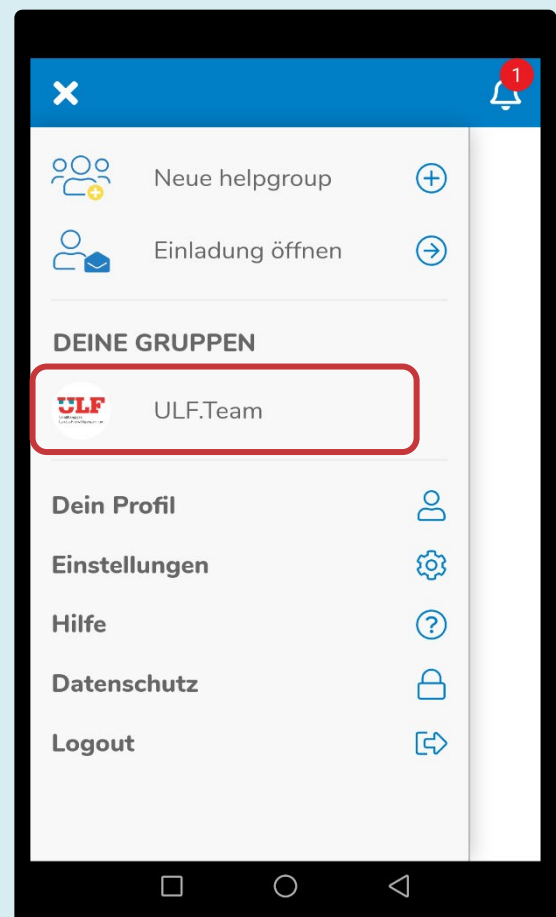 1
Neue helpgroup
Einladung öffnen
DEINE GRUPPEN
ULF
ULF.Team
Dein Profil
Einstellungen
Hilfe
Datenschutz
Logout